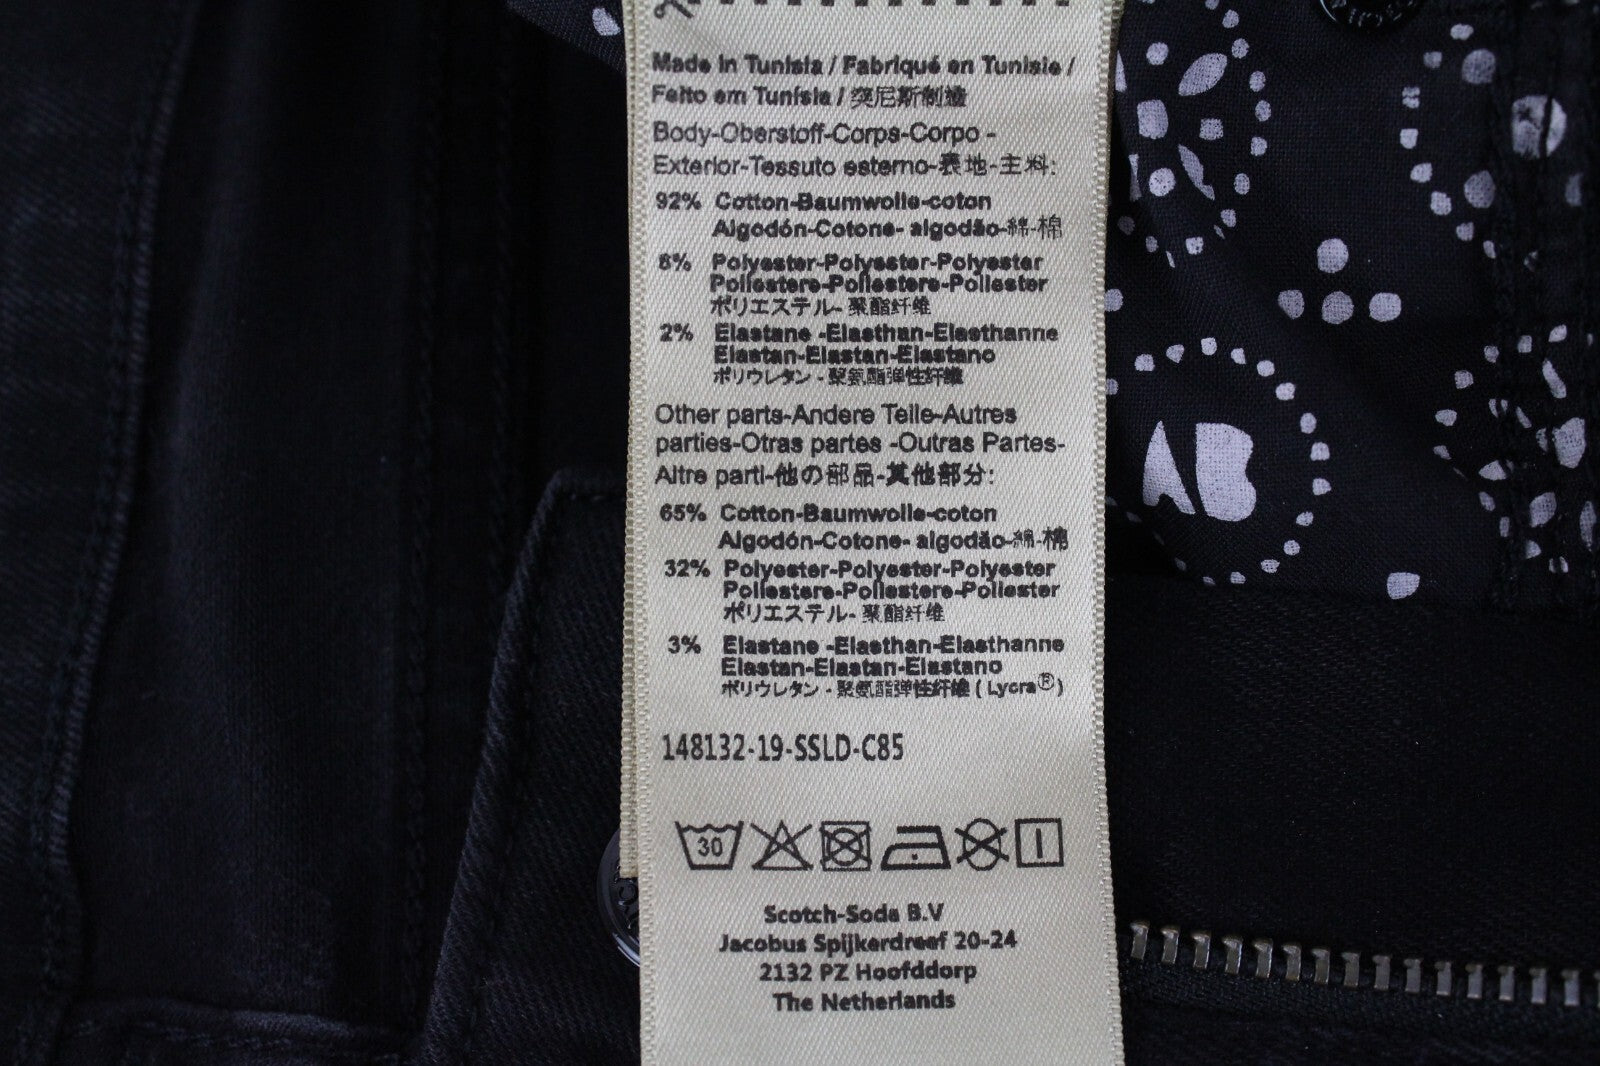 Made in Tunisia / Fabriqué en Tunisie /
Feito em Tunísia / 突尼斯制造
Body-Oberstoff-Corps-Corpo -
Exterior-Tessuto esterno-表地-主料:
92% Cotton-Baumwolle-coton
Algodón-Cotone- algodão-綿-棉
8% Polyester-Polyester-Polyester
Poliestere-Poliestere-Poliester
ポリエステル-聚酯纤维
2% Elastane -Elasthan-Elasthanne
Elastan-Elastan-Elastano
ポリウレタン - 聚氨酯弹性纤维
Other parts-Andere Teile-Autres
parties-Otras partes -Outras Partes-
Altre parti-他の部品-其他部分:
65% Cotton-Baumwolle-coton
Algodón-Cotone- algodão-綿-棉
32% Polyester-Polyester-Polyester
Poliestere-Poliestere-Poliester
ポリエステル-聚酯纤维
3% Elastane -Elasthan-Elasthanne
Elastan-Elastan-Elastano
ポリウレタン - 聚氨酯弹性纤维 ( Lycra® )
148132-19-SSLD-C85
30
Scotch-Soda B.V
Jacobus Spijkerdreef 20-24
2132 PZ Hoofddorp
The Netherlands